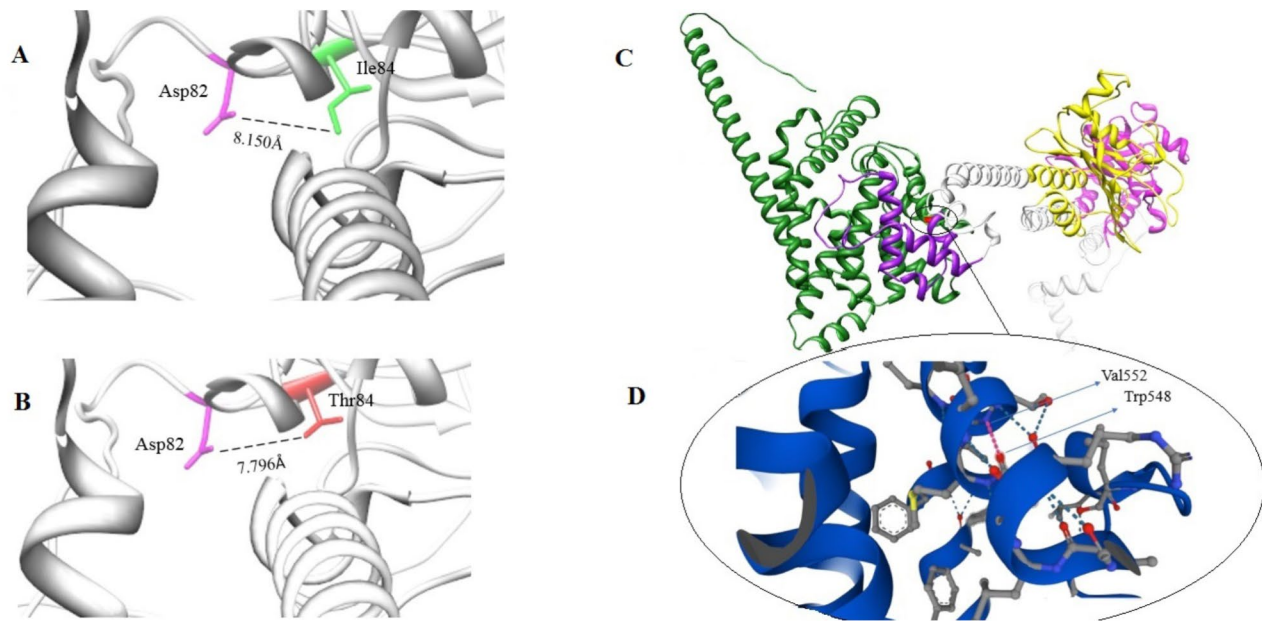 A
Asp82
Ile84
8.150Å
B
Asp82
Thr84
7.796Å
C
D
Val552
Trp548